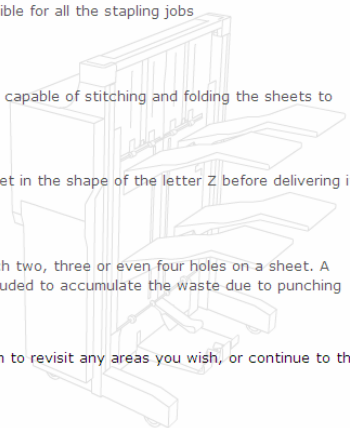 ible for all the stapling jobs
capable of stitching and folding the sheets to
et in the shape of the letter Z before delivering i
ch two, three or even four holes on a sheet. A
uded to accumulate the waste due to punching
n to revisit any areas you wish, or continue to th